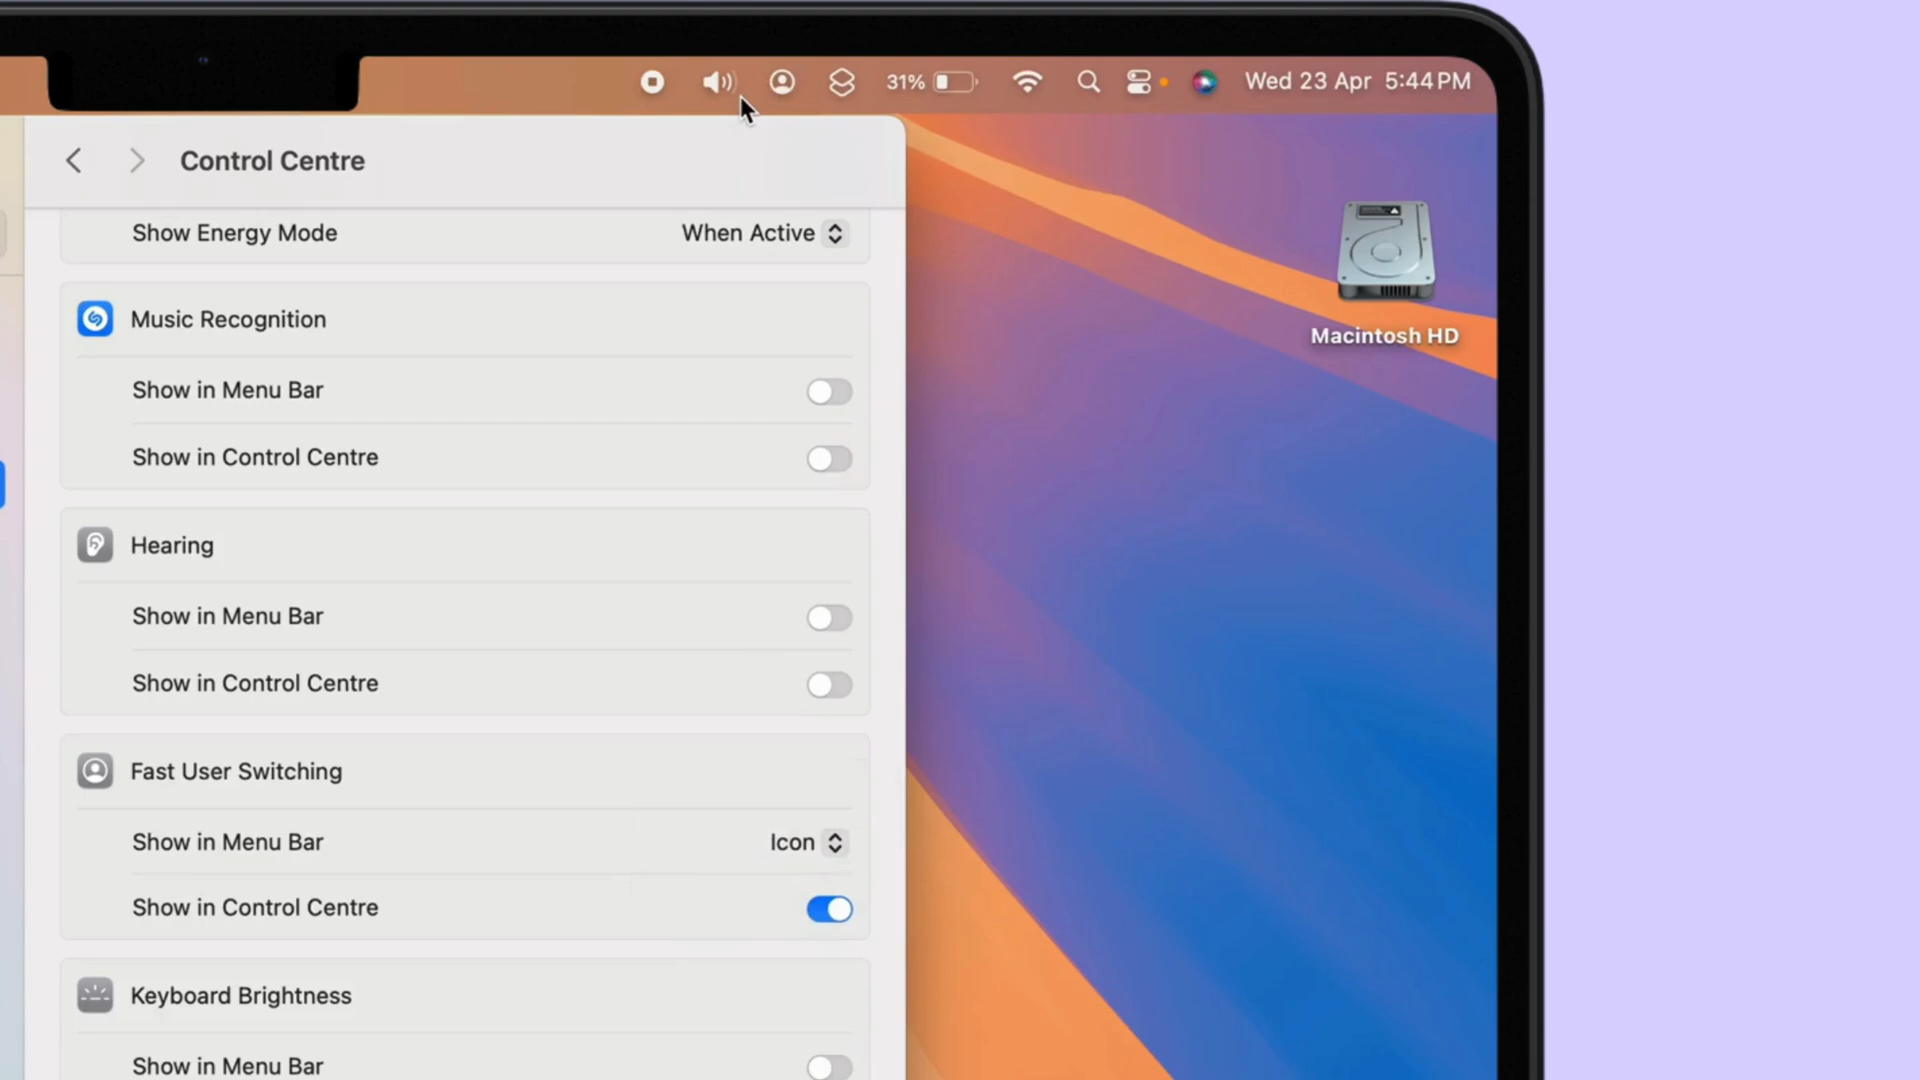 31%
Wed 23 Apr 5:44 PM
Control Centre
Show Energy Mode When Active
Music Recognition
Show in Menu Bar
Show in Control Centre
Macintosh HD
Hearing
Show in Menu Bar
Show in Control Centre
Fast User Switching
Show in Menu Bar Icon
Show in Control Centre
Keyboard Brightness
Show in Menu Bar